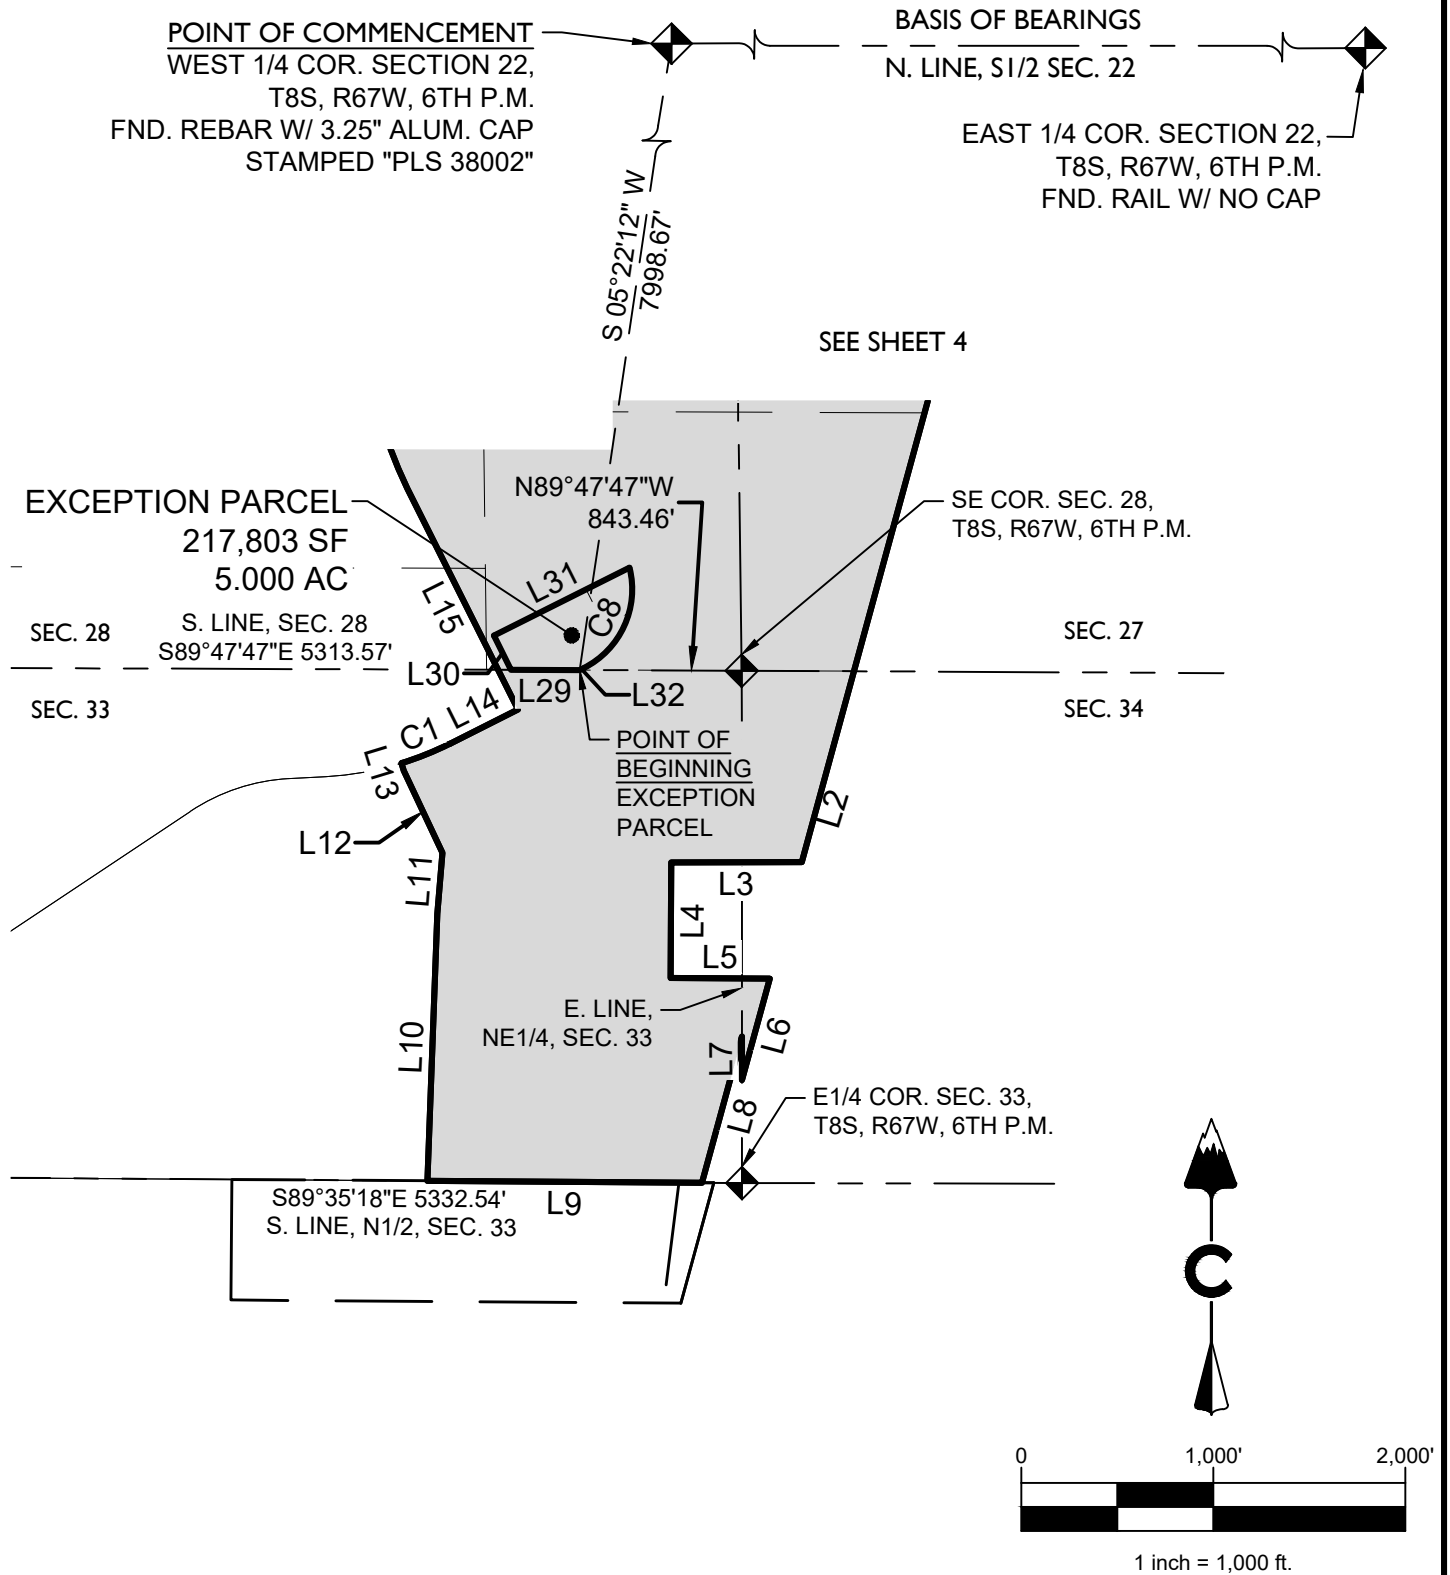 POINT OF COMMENCEMENT
WEST 1/4 COR. SECTION 22,
T8S, R67W, 6TH P.M.
FND. REBAR W/ 3.25" ALUM. CAP
STAMPED "PLS 38002"
BASIS OF BEARINGS
N. LINE, S1/2 SEC. 22
EAST 1/4 COR. SECTION 22,
T8S, R67W, 6TH P.M.
FND. RAIL W/ NO CAP
S 05°22'12" W
7998.67'
SEE SHEET 4
EXCEPTION PARCEL
217,803 SF
5.000 AC
N89°47'47"W
843.46'
SE COR. SEC. 28,
T8S, R67W, 6TH P.M.
L31
C8
L15
SEC. 28
S. LINE, SEC. 28
S89°47'47"E 5313.57'
SEC. 27
L30
L29
L32
SEC. 33
SEC. 34
L14
C1
L13
POINT OF
BEGINNING
EXCEPTION
PARCEL
L2
L12
L11
L3
L4
L5
E. LINE,
NE1/4, SEC. 33
L10
L7
L6
L8
E1/4 COR. SEC. 33,
T8S, R67W, 6TH P.M.
S89°35'18"E 5332.54'
S. LINE, N1/2, SEC. 33
L9
C
0 1,000' 2,000'
1 inch = 1,000 ft.